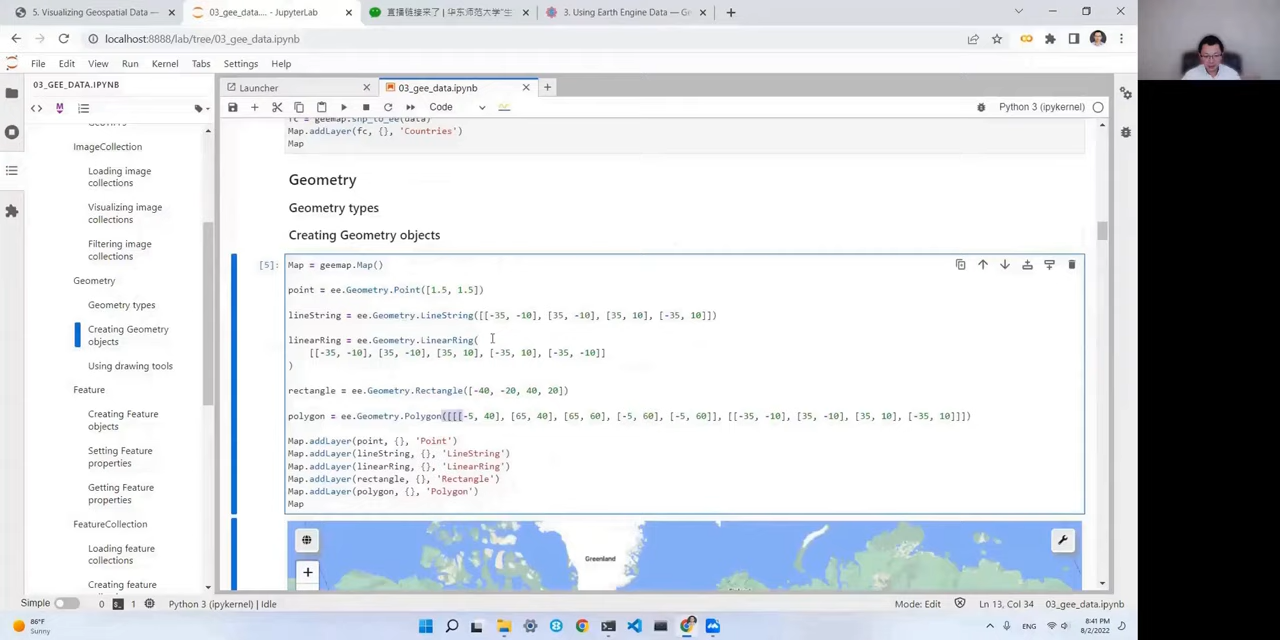 5. Visualizing Geospatial Data —
03_gee_data.... - JupyterLab
直播链接来了 | 华东师范大学"生
3. Using Earth Engine Data — Ge
localhost:8888/lab/tree/03_gee_data.ipynb
File Edit View Run Kernel Tabs Settings Help
03_GEE_DATA.IPYNB
Launcher
03_gee_data.ipynb
Code
Python 3 (ipykernel)
ImageCollection
Loading image
collections
Visualizing image
collections
Filtering image
collections
Geometry
Geometry types
Creating Geometry
objects
Using drawing tools
Feature
Creating Feature
objects
Setting Feature
properties
Getting Feature
properties
FeatureCollection
Loading feature
collections
Creating feature
fc = geemap.shp_to_ee(data)
Map.addLayer(fc, {}, 'Countries')
Map
Geometry
Geometry types
Creating Geometry objects
[5]:
Map = geemap.Map()
point = ee.Geometry.Point([1.5, 1.5])
lineString = ee.Geometry.LineString([[-35, -10], [35, -10], [35, 10], [-35, 10]])
linearRing = ee.Geometry.LinearRing(
[[-35, -10], [35, -10], [35, 10], [-35, 10], [-35, -10]]
)
rectangle = ee.Geometry.Rectangle([-40, -20, 40, 20])
polygon = ee.Geometry.Polygon([[[-5, 40], [65, 40], [65, 60], [-5, 60], [-5, 60]], [[-35, -10], [35, -10], [35, 10], [-35, 10]]])
Map.addLayer(point, {}, 'Point')
Map.addLayer(lineString, {}, 'LineString')
Map.addLayer(linearRing, {}, 'LinearRing')
Map.addLayer(rectangle, {}, 'Rectangle')
Map.addLayer(polygon, {}, 'Polygon')
Map
Greenland
Simple 0 1 Python 3 (ipykernel) | Idle
Mode: Edit Ln 13, Col 34 03_gee_data.ipynb
86°F
Sunny
ENG
8:41 PM
8/2/2022